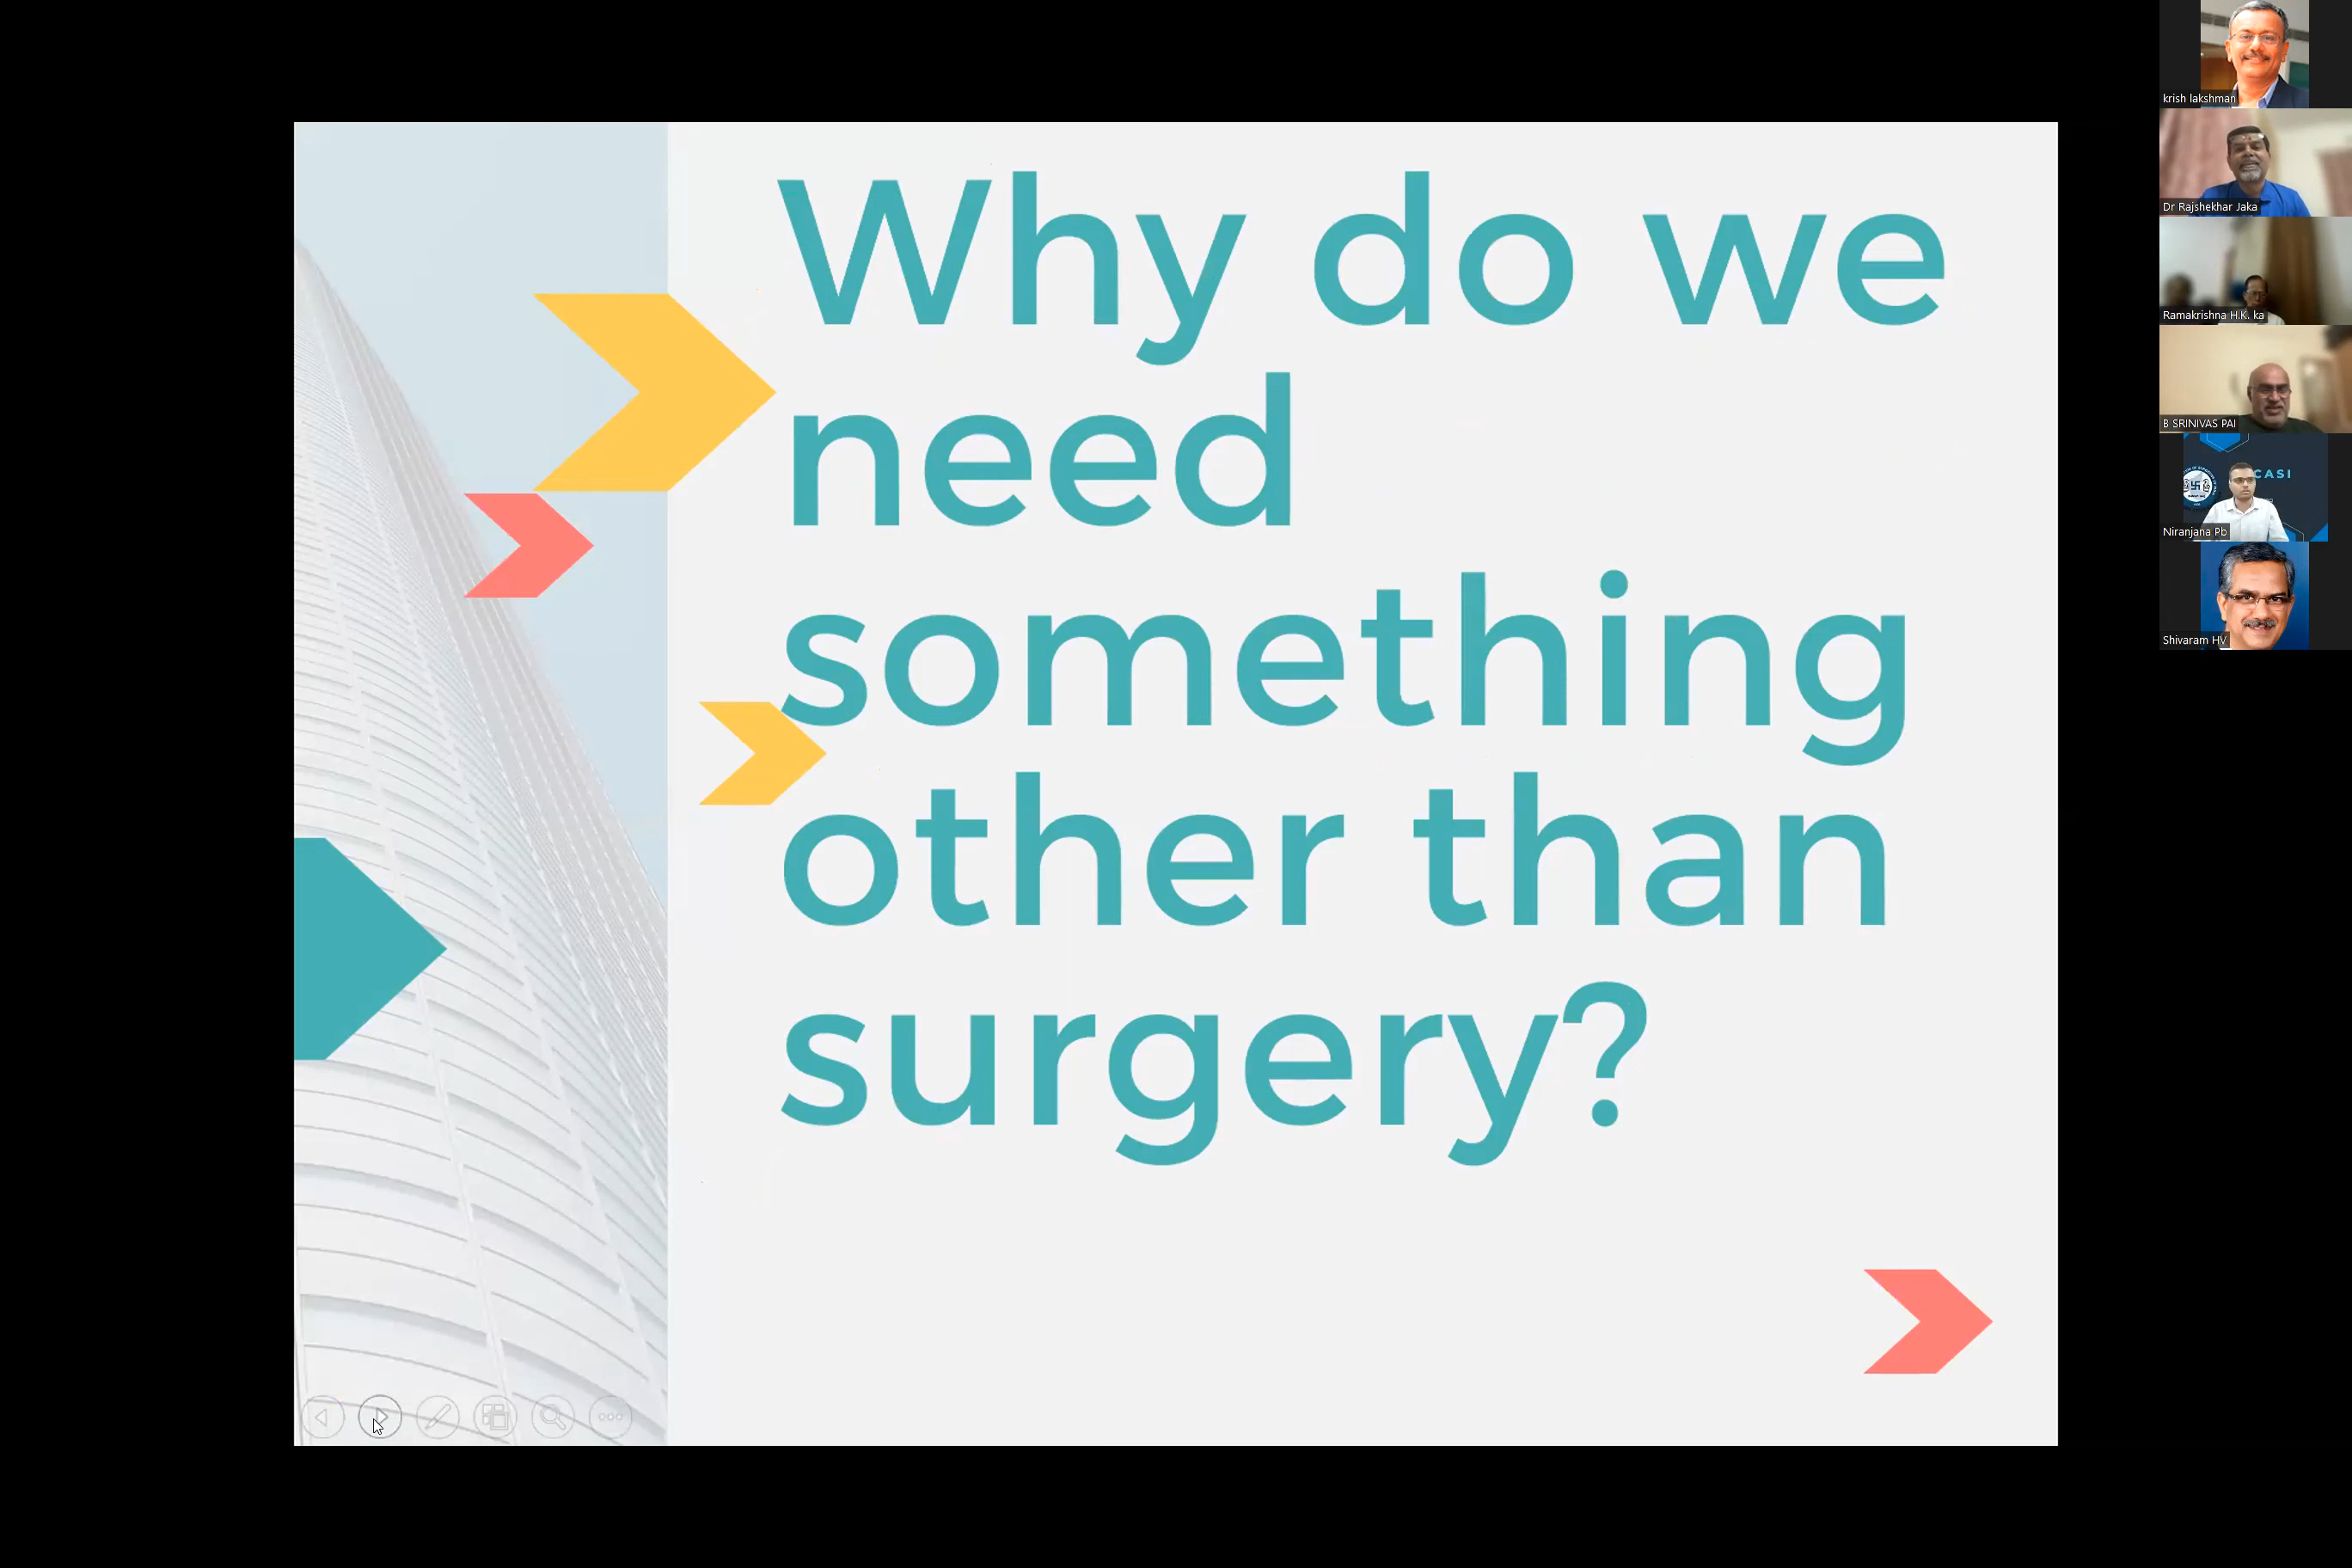 Why do we
need
something
other than
surgery?
krish lakshman
Dr Rajshekhar Jaka
Ramakrishna H.K. ka
B SRINIVAS PAI
CASI
Niranjana Pb
Shivaram HV